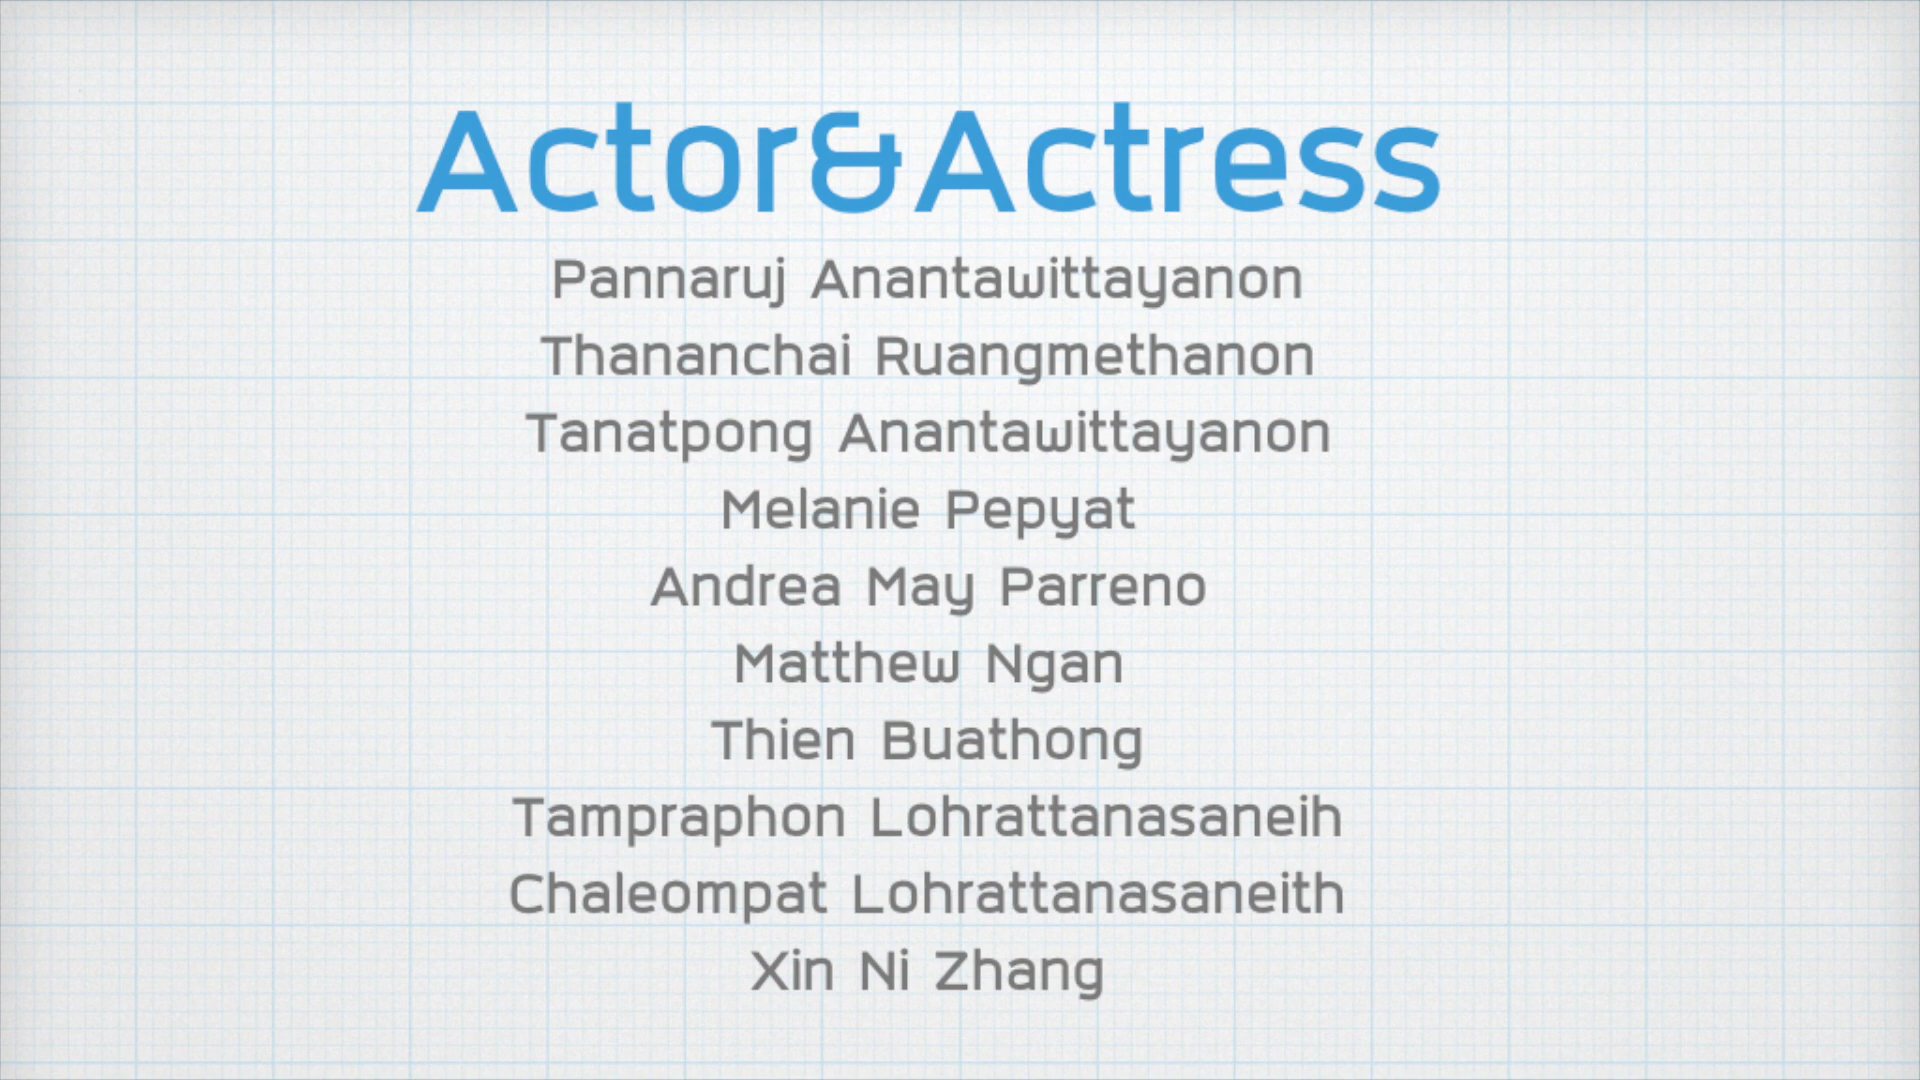 Actor&Actress
Pannaruj Anantawittayanon
Thananchai Ruangmethanon
Tanatpong Anantawittayanon
Melanie Pepyat
Andrea May Parreno
Matthew Ngan
Thien Buathong
Tampraphon Lohrattanasaneih
Chaleompat Lohrattanasaneith
Xin Ni Zhang